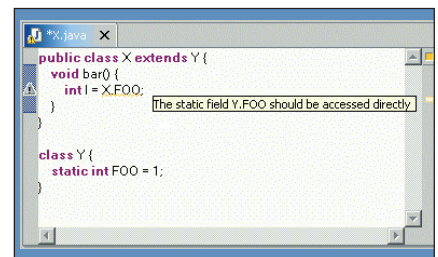 *X.java X
public class X extends Y {
void bar() {
int l = X.FOO;
The static field Y.FOO should be accessed directly
}
}
class Y {
static int FOO = 1;
}